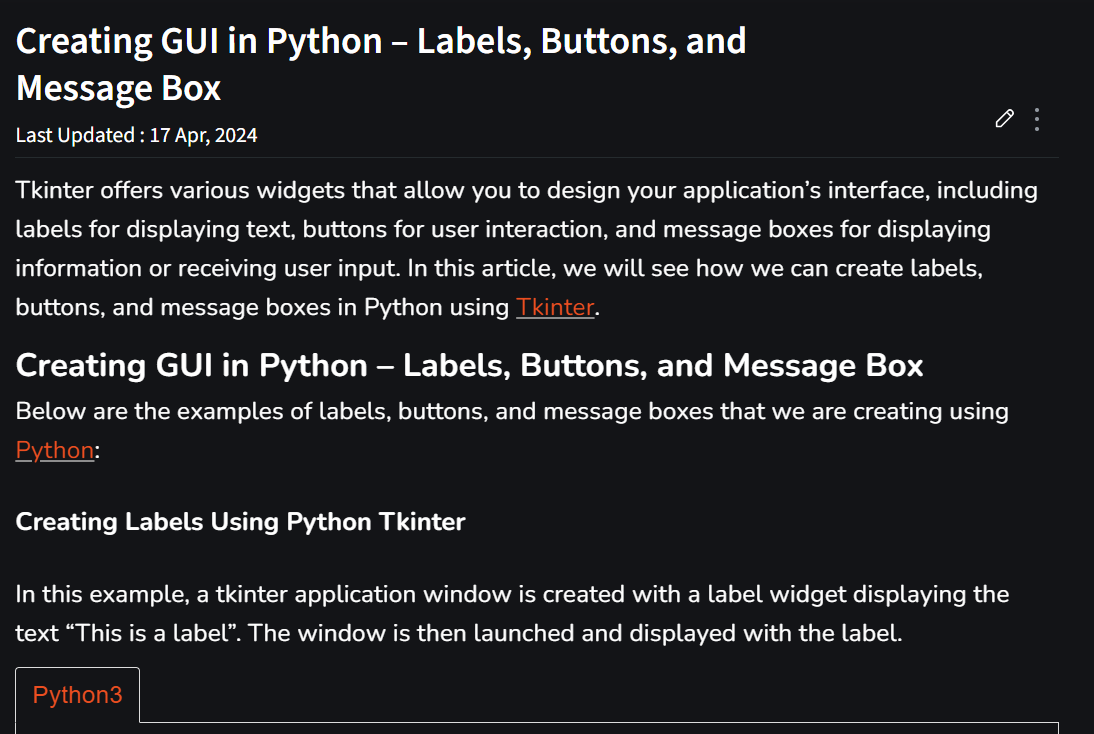 Creating GUI in Python – Labels, Buttons, and
Message Box
Last Updated : 17 Apr, 2024
Tkinter offers various widgets that allow you to design your application’s interface, including
labels for displaying text, buttons for user interaction, and message boxes for displaying
information or receiving user input. In this article, we will see how we can create labels,
buttons, and message boxes in Python using Tkinter.
Creating GUI in Python – Labels, Buttons, and Message Box
Below are the examples of labels, buttons, and message boxes that we are creating using
Python:
Creating Labels Using Python Tkinter
In this example, a tkinter application window is created with a label widget displaying the
text “This is a label”. The window is then launched and displayed with the label.
Python3